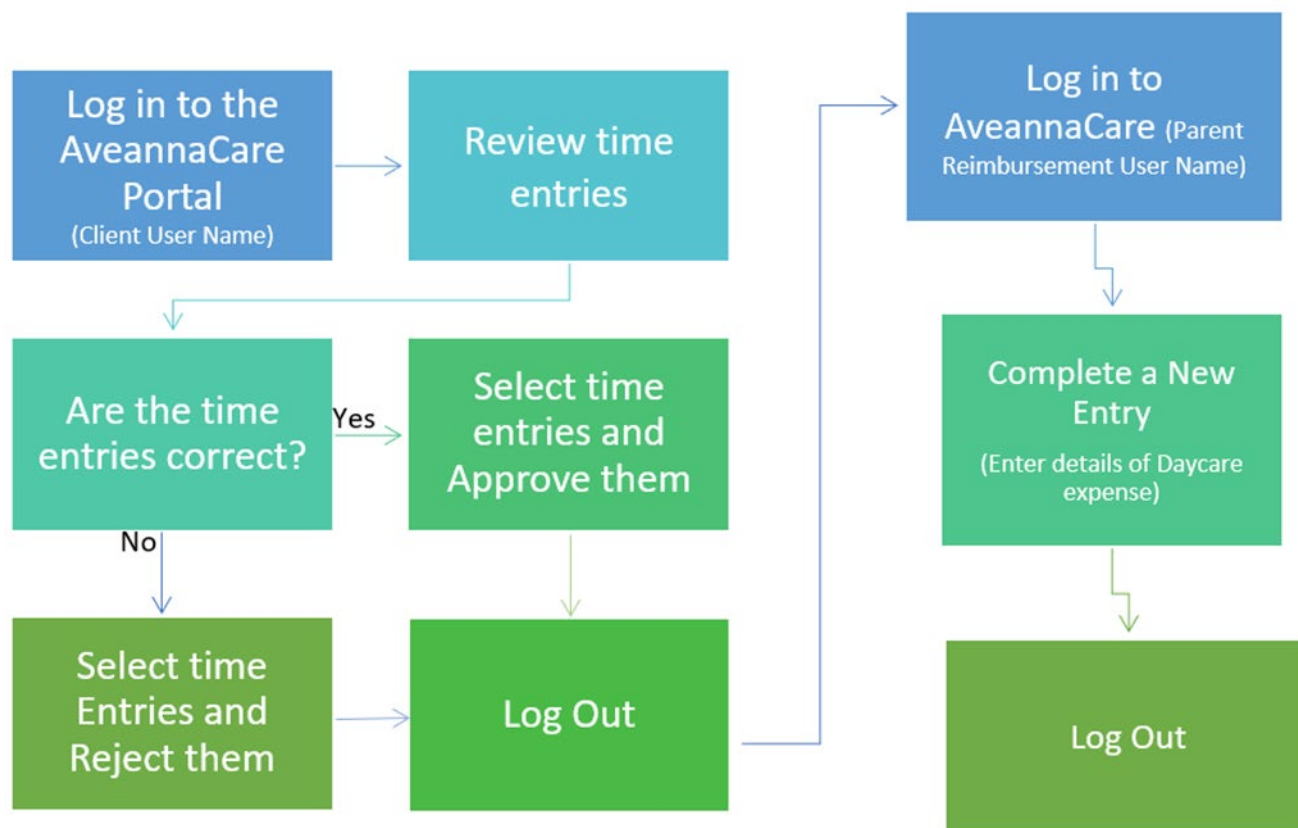 Log in to the
AveannaCare
Portal
(Client User Name)
Review time
entries
Are the time
entries correct?
Yes
No
Select time
entries and
Approve them
Select time
Entries and
Reject them
Log Out
Log in to
AveannaCare (Parent
Reimbursement User Name)
Complete a New
Entry
(Enter details of Daycare
expense)
Log Out